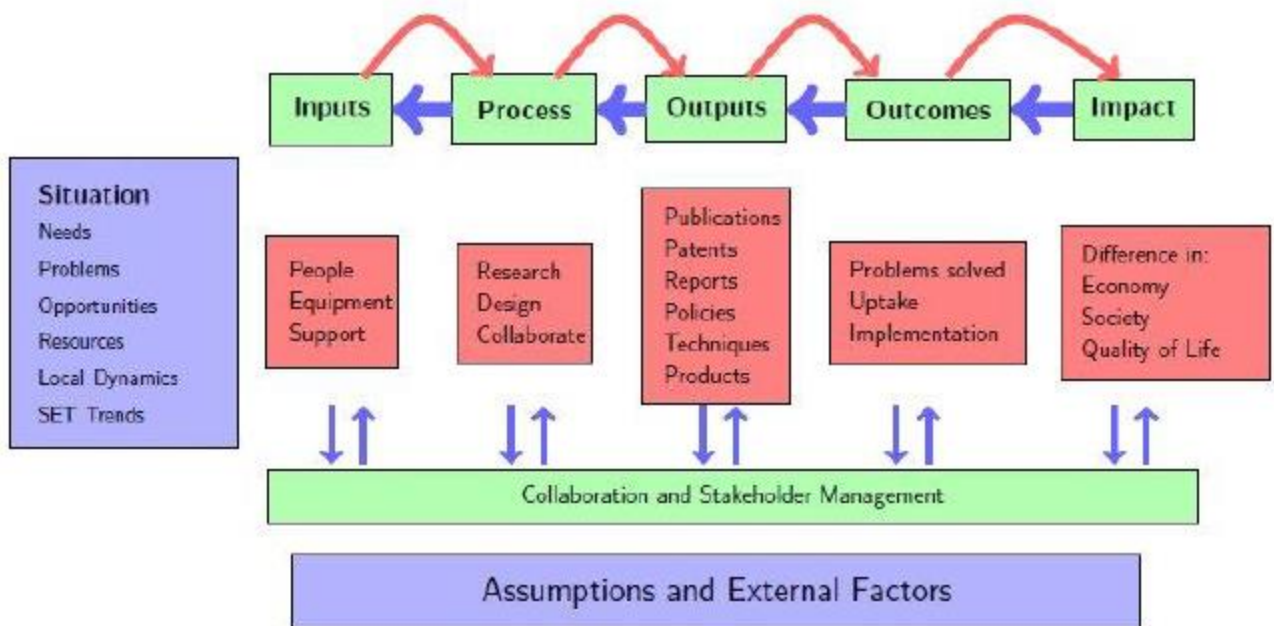 Inputs
Process
Outputs
Outcomes
Impact
Situation
Needs
Problems
Opportunities
Resources
Local Dynamics
SET Trends
People
Equipment
Support
Research
Design
Collaborate
Publications
Patents
Reports
Policies
Techniques
Products
Problems solved
Uptake
Implementation
Difference in:
Economy
Society
Quality of Life
Collaboration and Stakeholder Management
Assumptions and External Factors